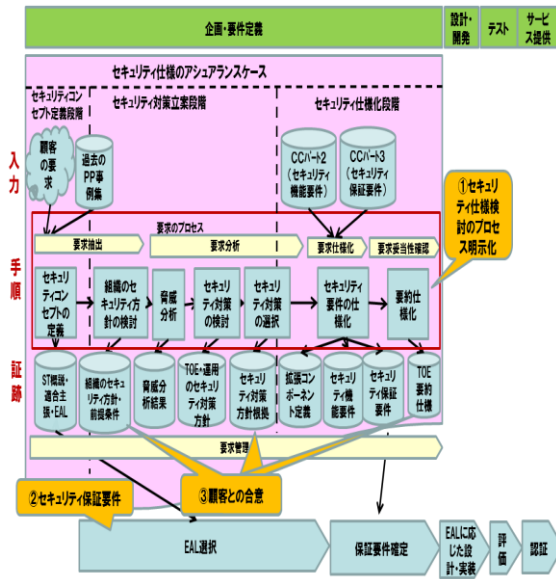 企画・要件定義
設計・
開発
テスト
サービ
ス提供
セキュリティ仕様のアシュアランスケース
セキュリティコン
セプト定義段階
セキュリティ対策立案段階
セキュリティ仕様化段階
入
力
顧客
の要
求
過去の
PP事
例集
CCパート2
(セキュリティ
機能要件)
CCパート3
(セキュリティ
保証要件)
①セキュリ
ティ仕様検
討のプロセ
ス明示化
手
順
要求のプロセス
要求抽出
要求分析
要求仕様化
要求妥当性確認
セキュリ
ティコン
セプトの
定義
組織のセ
キュリティ方
針の検討
脅威
分析
セキュリ
ティ対策
の検討
セキュリ
ティ対策
の選択
セキュリティ
要件の仕
様化
要約仕
様化
証
跡
ST概説・
適合主
張・EAL
組織のセキュ
リティ方針・
前提条件
脅威分
析結果
TOE・運用
のセキュリ
ティ対策
方針
セキュリ
ティ対策
方針根拠
拡張コン
ポーネン
ト定義
セキュリ
ティ機
能要件
セキュリ
ティ保証
要件
TOE
要約
仕様
要求管理
②セキュリティ保証要件
③顧客との合意
EAL選択
保証要件確定
EALに応
じた設
計・実装
評
価
認証